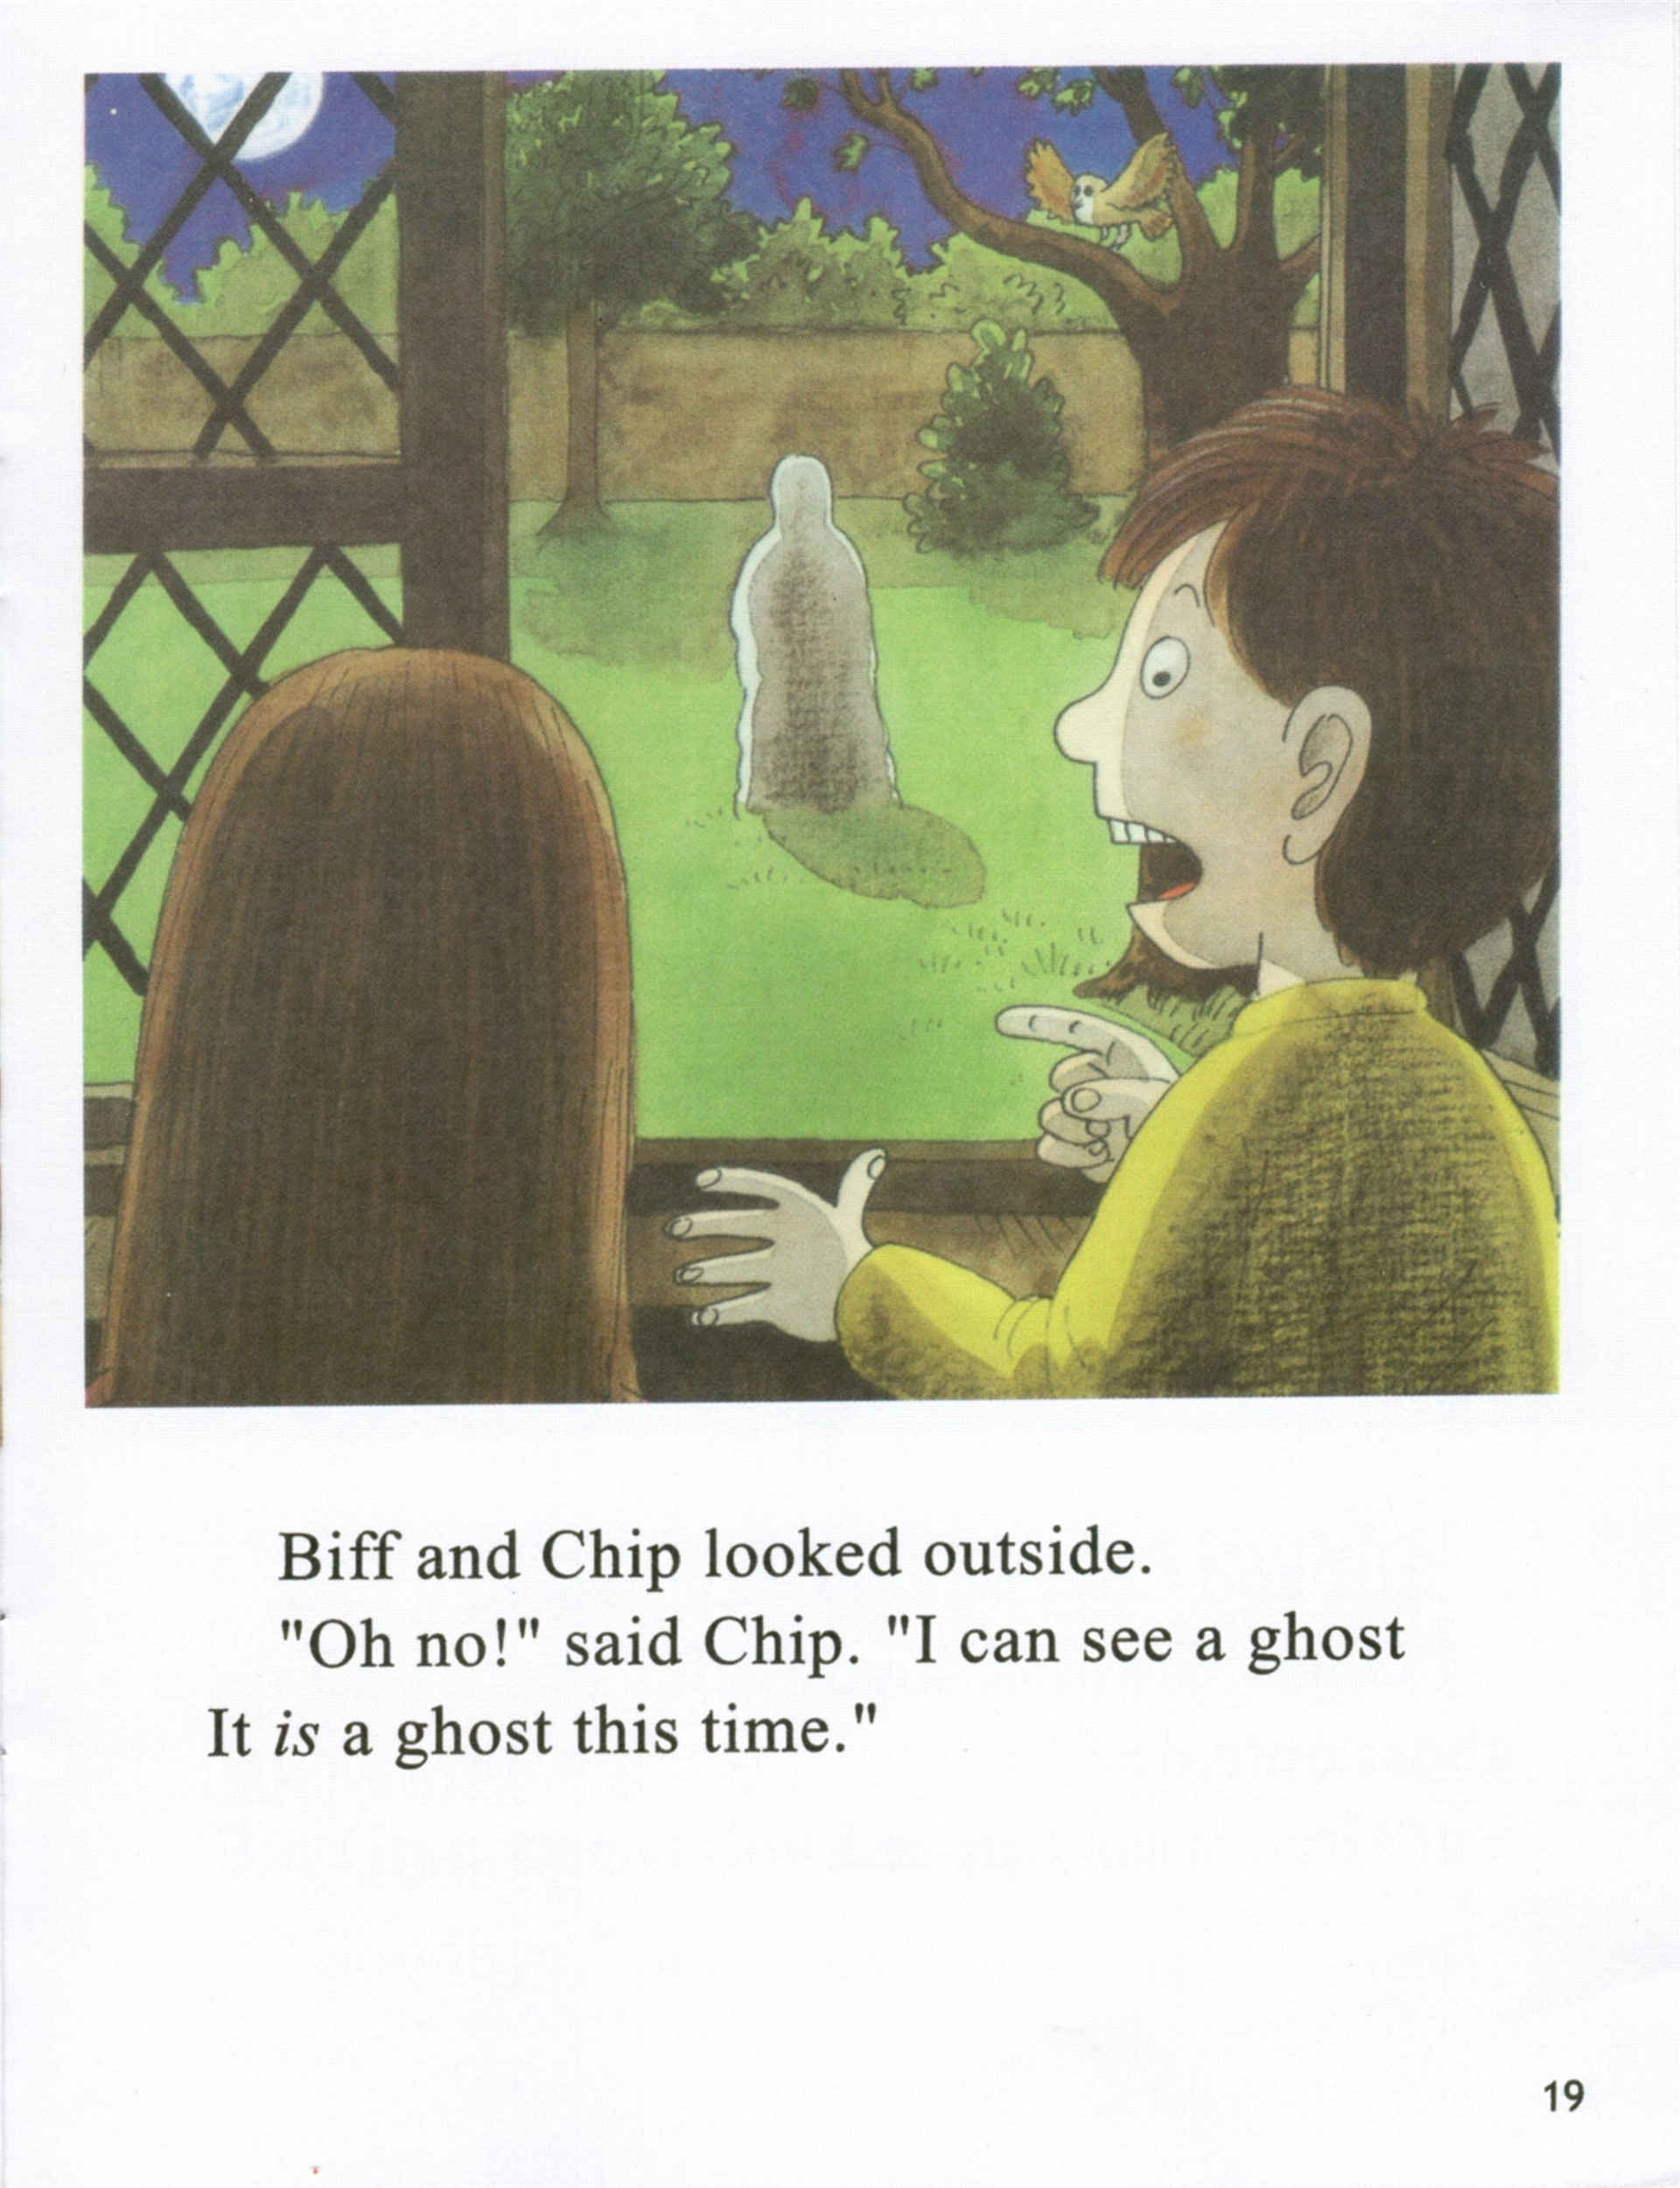 Biff and Chip looked outside.
"Oh no!" said Chip. "I can see a ghost
It is a ghost this time."
19